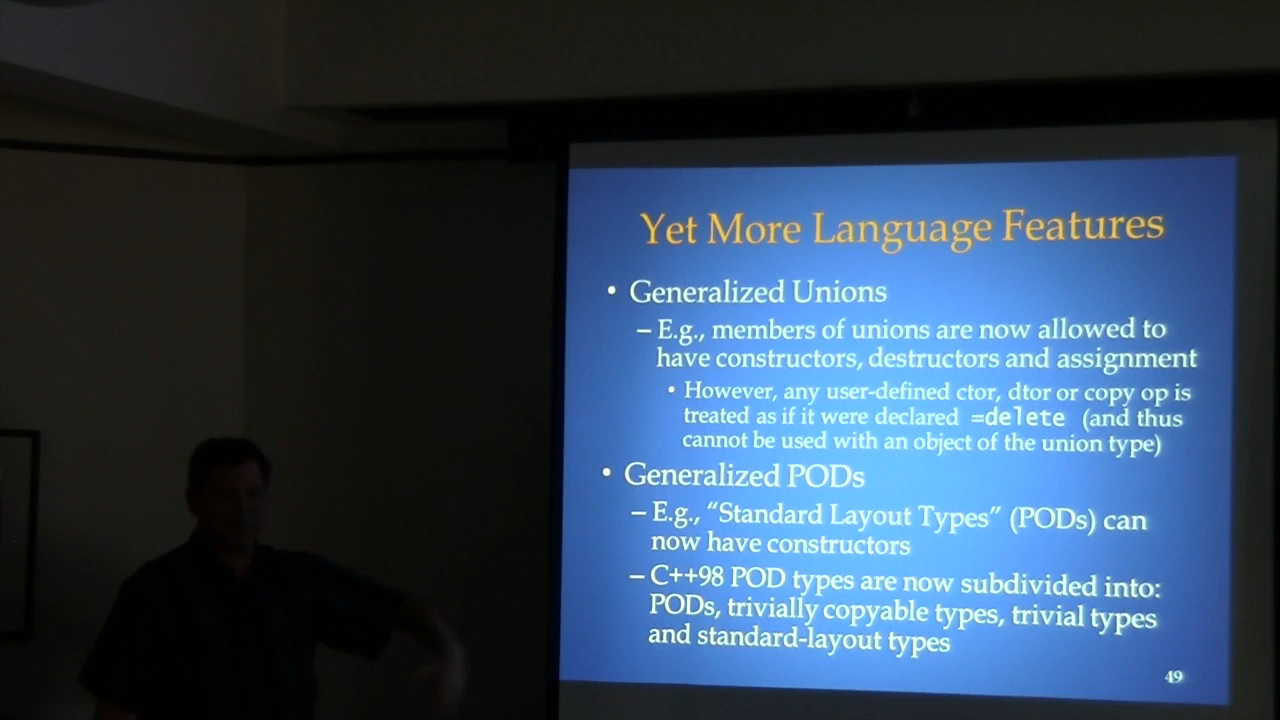 Yet More Language Features
• Generalized Unions
– E.g., members of unions are now allowed to
have constructors, destructors and assignment
• However, any user-defined ctor, dtor or copy op is
treated as if it were declared =delete (and thus
cannot be used with an object of the union type)
• Generalized PODs
– E.g., “Standard Layout Types” (PODs) can
now have constructors
– C++98 POD types are now subdivided into:
PODs, trivially copyable types, trivial types
and standard-layout types
49